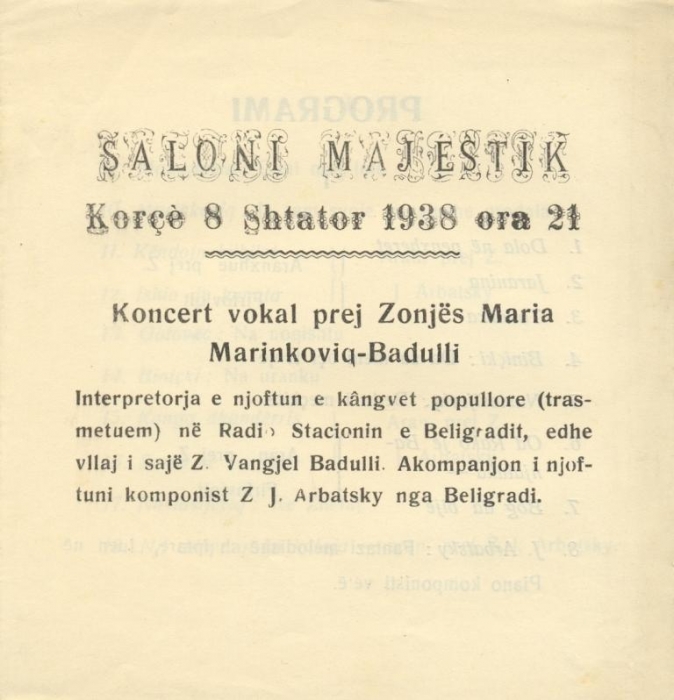 SALONI MAJESTIK
Korçè 8 Shtator 1938 ora 21
Koncert vokal prej Zonjës Maria
Marinkoviq-Badulli
Interpretorja e njoftun e kângvet popullore (tras-
metuem) në Radio Stacionin e Beligradit, edhe
vllaj i sajë Z. Vangjel Badulli. Akompanjon i njof-
tuni komponist Z J. Arbatsky nga Beligradi.